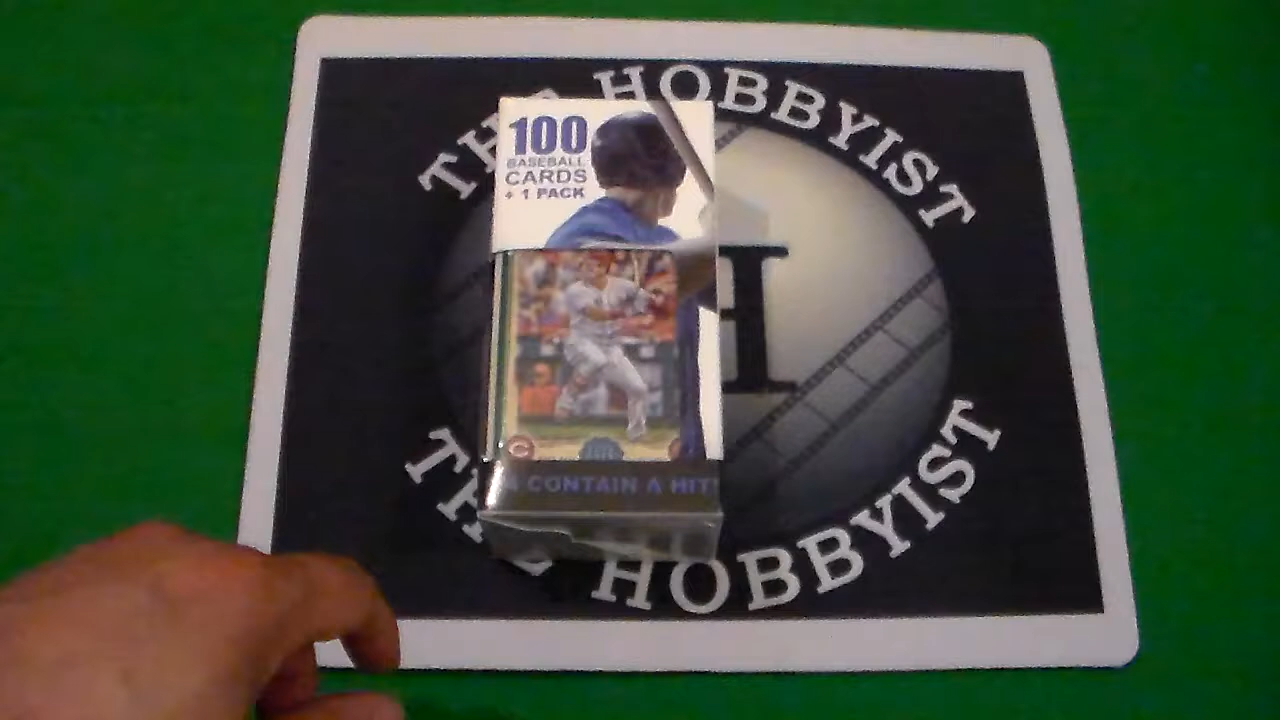 THE HOBBYIST
100
BASEBALL
CARDS
+ 1 PACK
H
C
CONTAIN A HIT!
THE HOBBYIST